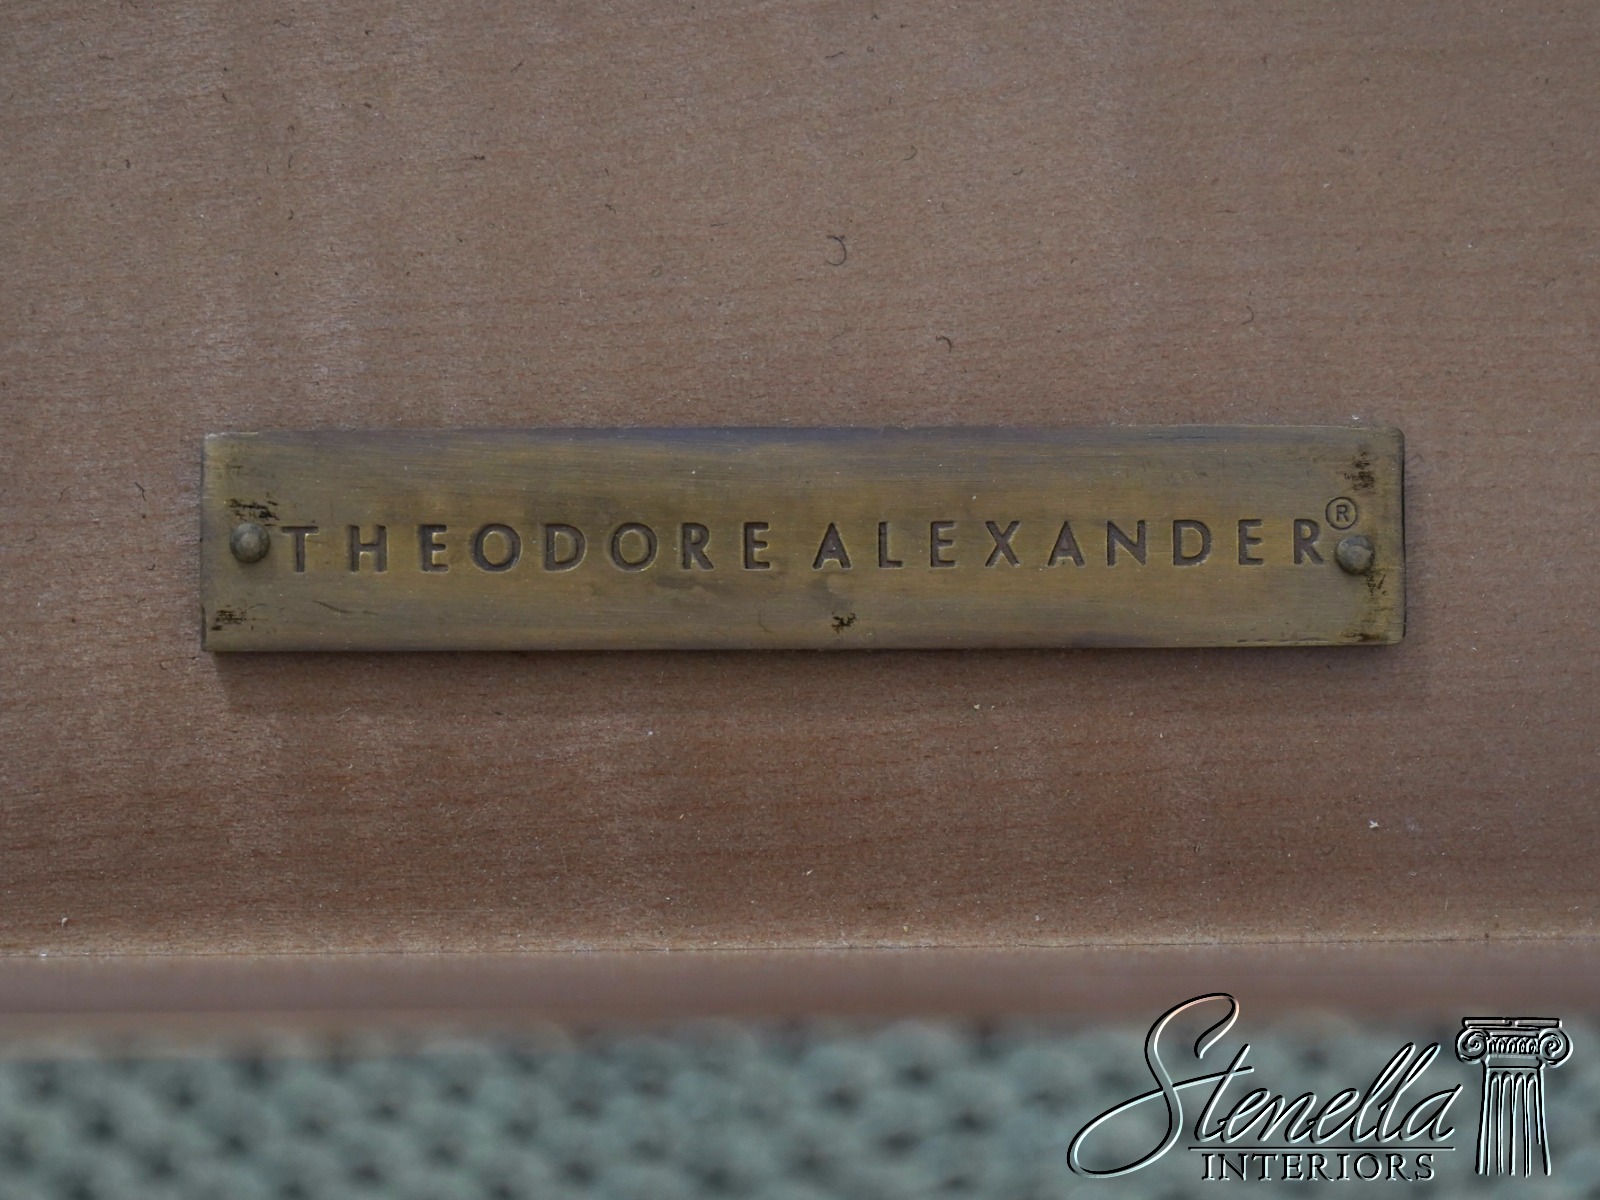 THEODORE ALEXANDER®
Stenella
INTERIORS